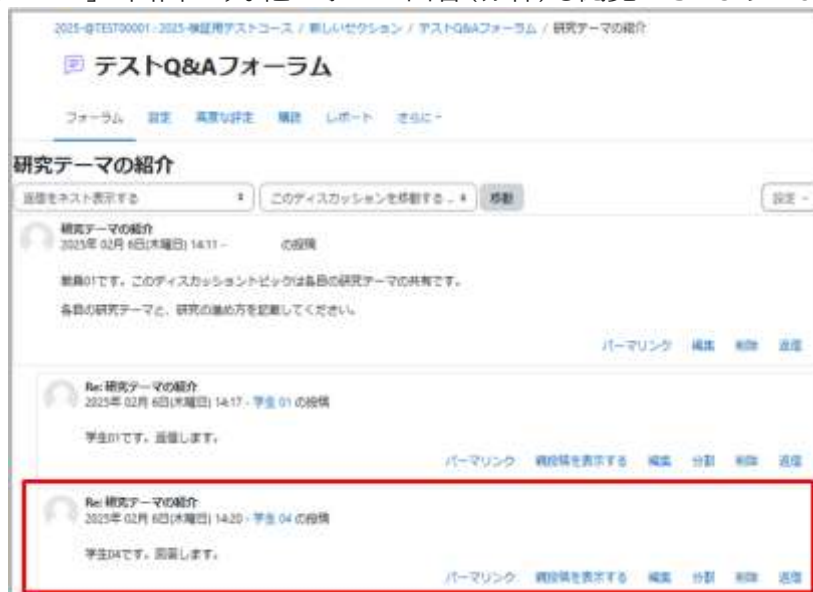 2025-@TEST00001-2025-検証用テストコース / 新しいセクション / テストQ&Aフォーラム / 研究テーマの紹介
テストQ&Aフォーラム
フォーラム 設定 高度な評定 購読 レポート さらに
研究テーマの紹介
返信をネスト表示する このディスカッションを移動する ... 移動 設定
研究テーマの紹介
2025年 02月 6日(木曜日) 14:11 - の投稿
教員01です。このディスカッショントピックは各自の研究テーマの共有です。
各自の研究テーマと、研究の進め方を記載してください。
パーマリンク 編集 削除 返信
Re: 研究テーマの紹介
2025年 02月 6日(木曜日) 14:17 - 学生 01 の投稿
学生01です。返信します。
パーマリンク 親投稿を表示する 編集 分割 削除 返信
Re: 研究テーマの紹介
2025年 02月 6日(木曜日) 14:20 - 学生 04 の投稿
学生04です。回答します。
パーマリンク 親投稿を表示する 編集 分割 削除 返信